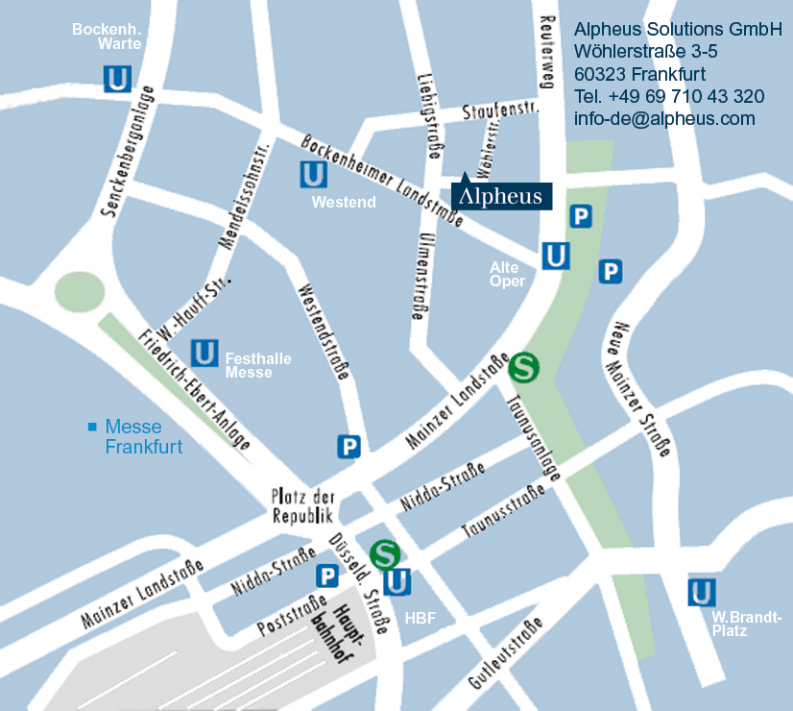 Bockenh.
Warte
U
Alpheus Solutions GmbH
Wöhlerstraße 3-5
60323 Frankfurt
Tel. +49 69 710 43 320
info-de@alpheus.com
Reuterweg
Liebigstraße
Staufenstr.
Wöhlerstr.
Senckenberganlage
Mendeissohnstr.
Bockenheimer Landstraße
U
Westend
Alpheus
P
Ulmenstraße
U
Alte
Oper
P
W.-Hauff-Str.
Westendstraße
Friedrich-Ebert-Anlage
U
Festhalle
Messe
Neue Mainzer Straße
S
Mainzer Landstaße
Taunusanlage
Messe
Frankfurt
P
Platz der
Republik
Nidda-Straße
Taunusstraße
Mainzer Landstaße
Nidda-Straße
Düsseld. Straße
S
P
U
HBF
Poststraße
Haupt-
bahnhof
Gutleutstraße
U
W.Brandt-
Platz